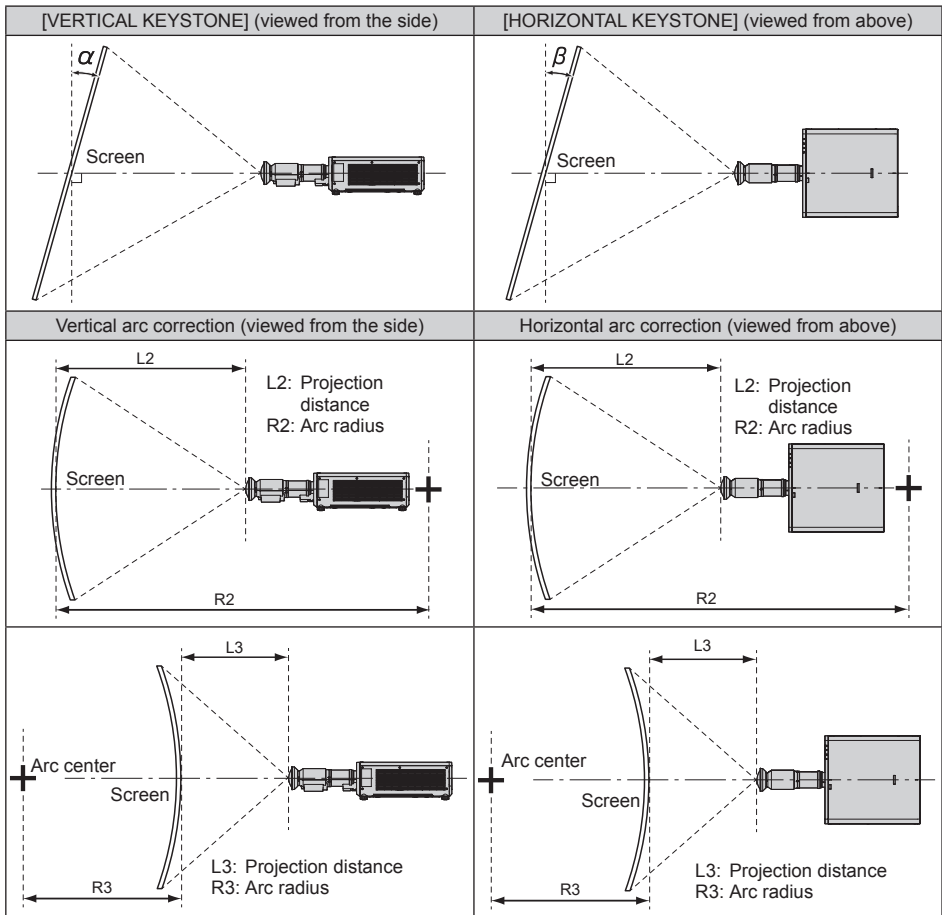 [VERTICAL KEYSTONE] (viewed from the side)
[HORIZONTAL KEYSTONE] (viewed from above)
α
Screen
β
Screen
Vertical arc correction (viewed from the side)
Horizontal arc correction (viewed from above)
L2
L2: Projection
distance
R2: Arc radius
Screen
R2
L2
L2: Projection
distance
R2: Arc radius
Screen
R2
L3
Arc center
Screen
L3: Projection distance
R3: Arc radius
R3
L3
Arc center
Screen
L3: Projection distance
R3: Arc radius
R3